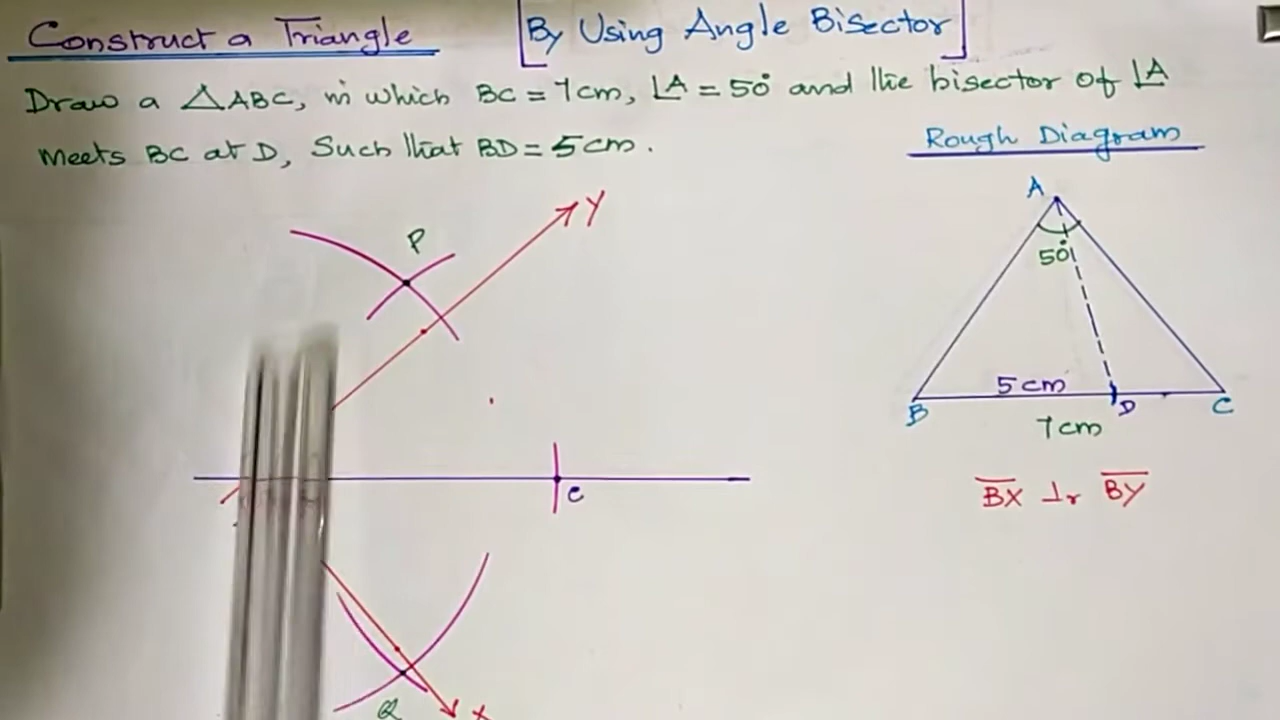 Construct a Triangle [By Using Angle Bisector]
Draw a △ABC, in which BC = 7cm, ∠A = 50° and the bisector of ∠A
meets BC at D, Such that BD = 5cm.
Rough Diagram
Y
P
A
50°
5cm
B
D
C
7cm
C
BX ⊥r BY
Q
X